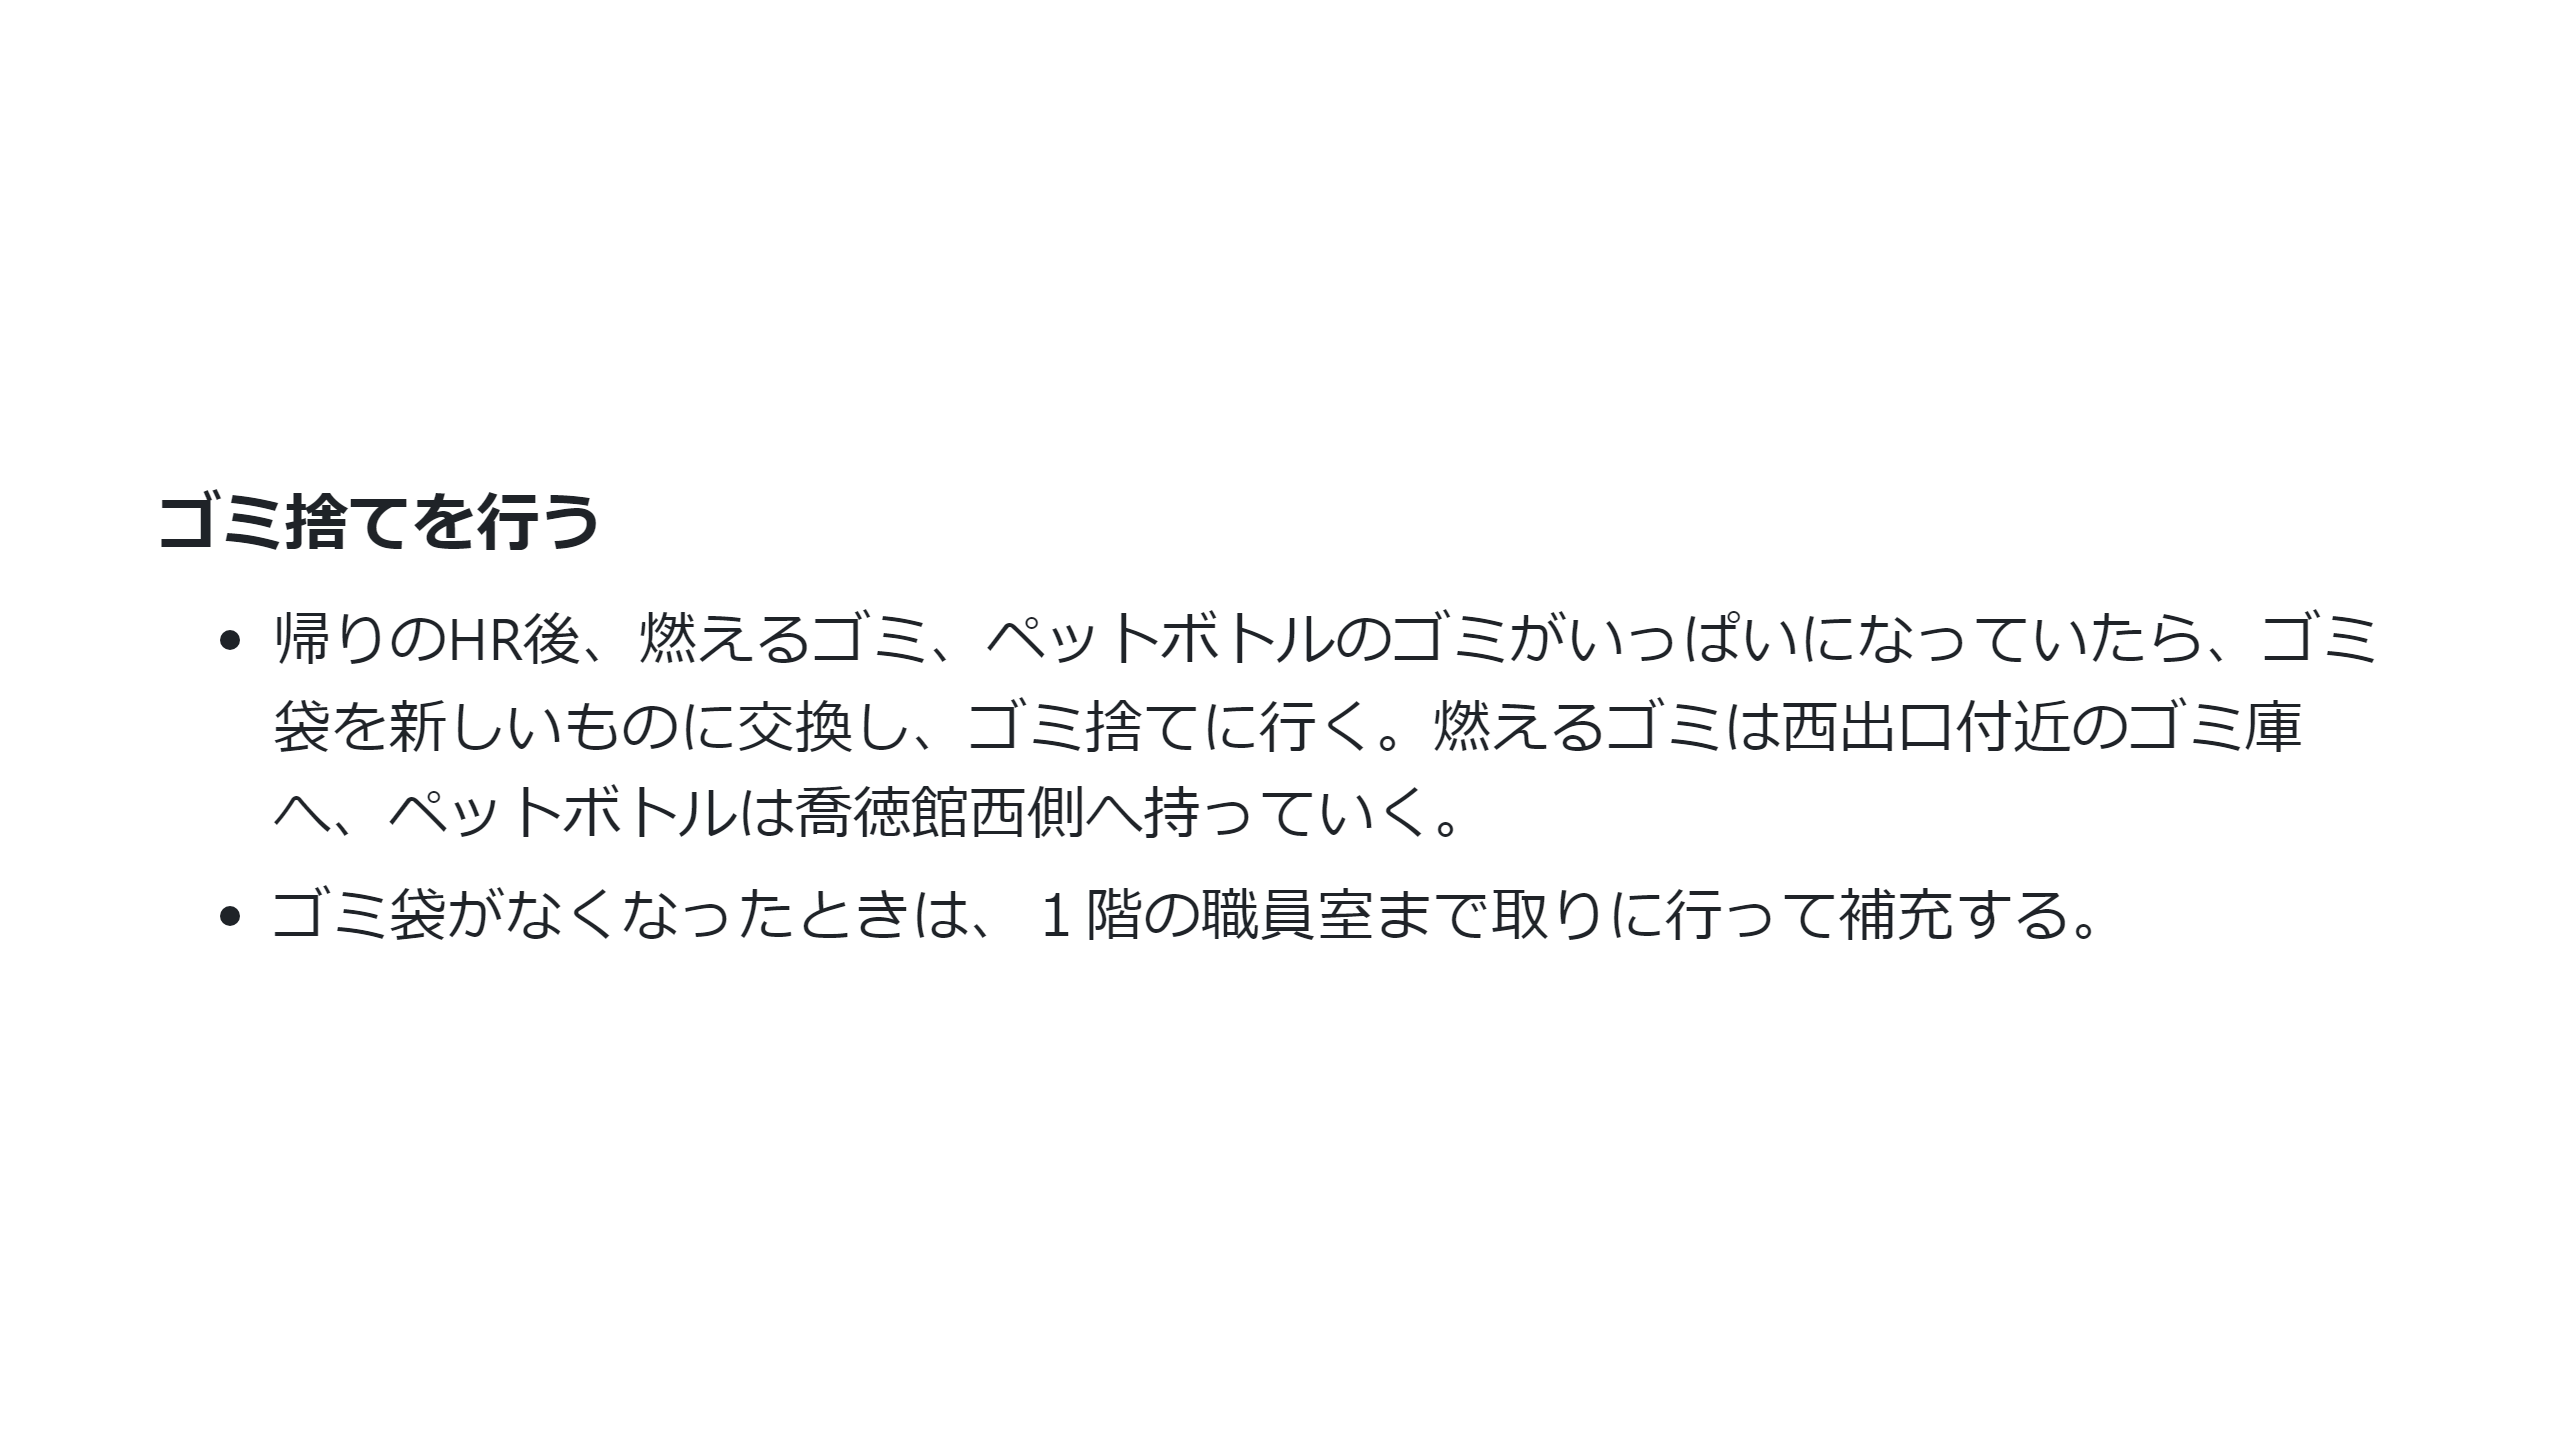 ゴミ捨てを行う
• 帰りのHR後、燃えるゴミ、ペットボトルのゴミがいっぱいになっていたら、ゴミ
袋を新しいものに交換し、ゴミ捨てに行く。燃えるゴミは西出口付近のゴミ庫
へ、ペットボトルは喬徳館西側へ持っていく。
• ゴミ袋がなくなったときは、１階の職員室まで取りに行って補充する。